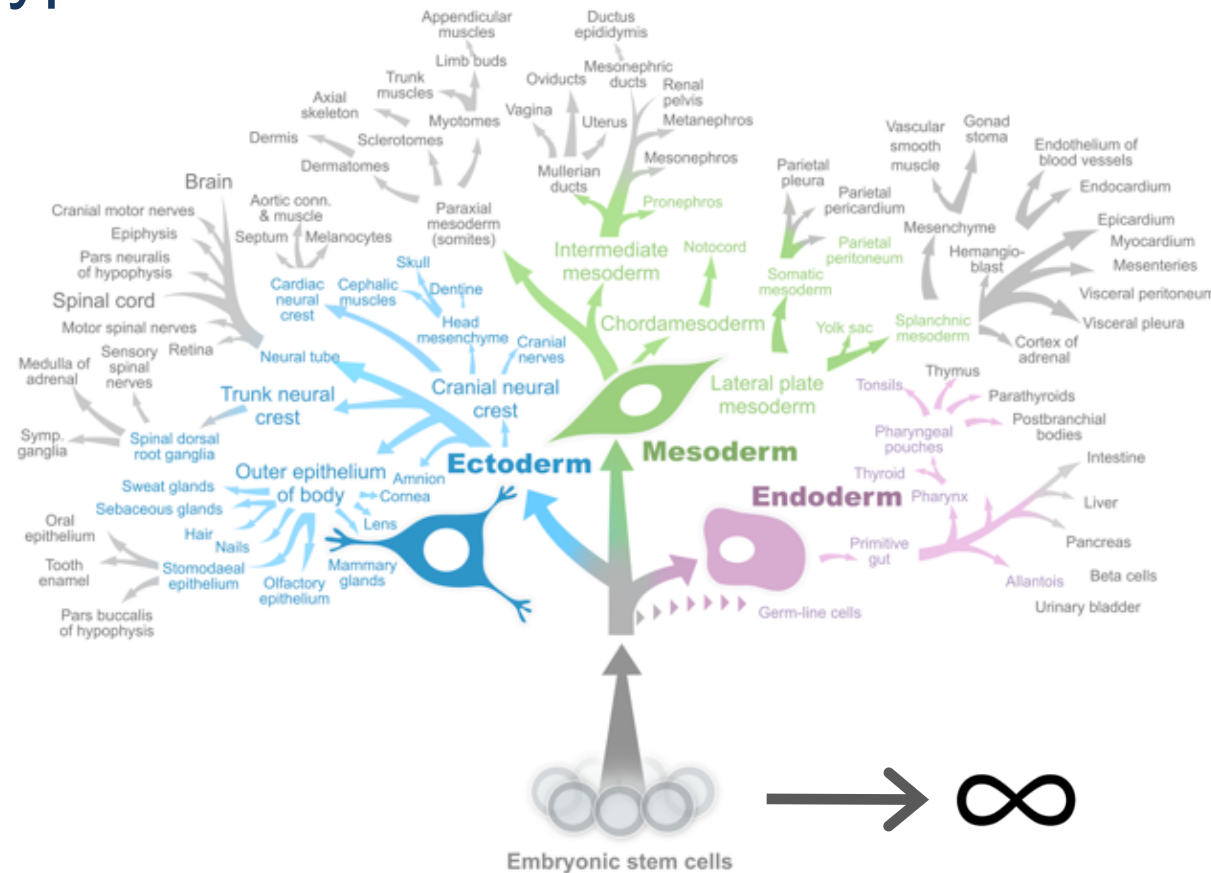 Appendicular
muscles
Limb buds
Trunk
muscles
Axial
skeleton
Myotomes
Sclerotomes
Dermis
Dermatomes
Paraxial
mesoderm
(somites)
Ductus
epididymis
Mesonephric
ducts
Oviducts
Renal
pelvis
Vagina
Uterus
Metanephros
Mullerian
ducts
Mesonephros
Pronephros
Intermediate
mesoderm
Notocord
Chordamesoderm
Parietal
pleura
Parietal
pericardium
Parietal
peritoneum
Somatic
mesoderm
Yolk sac
Lateral plate
mesoderm
Vascular
smooth
muscle
Gonad
stoma
Endothelium of
blood vessels
Endocardium
Mesenchyme
Hemangio-
blast
Epicardium
Myocardium
Mesenteries
Visceral peritoneum
Visceral pleura
Splanchnic
mesoderm
Cortex of
adrenal
Brain
Cranial motor nerves
Epiphysis
Pars neuralis
of hypophysis
Spinal cord
Motor spinal nerves
Retina
Neural tube
Aortic conn.
& muscle
Septum
Melanocytes
Cardiac
neural
crest
Skull
Cephalic
muscles
Dentine
Head
mesenchyme
Cranial
nerves
Cranial neural
crest
Medulla of
adrenal
Sensory
spinal
nerves
Trunk neural
crest
Symp.
ganglia
Spinal dorsal
root ganglia
Outer epithelium
of body
Amnion
Cornea
Lens
Sweat glands
Sebaceous glands
Hair
Nails
Oral
epithelium
Tooth
enamel
Stomodaeal
epithelium
Pars buccalis
of hypophysis
Olfactory
epithelium
Mammary
glands
Ectoderm
Mesoderm
Endoderm
Tonsils
Thymus
Parathyroids
Postbranchial
bodies
Pharyngeal
pouches
Thyroid
Pharynx
Intestine
Liver
Pancreas
Beta cells
Urinary bladder
Primitive
gut
Allantois
Germ-line cells
Embryonic stem cells
∞